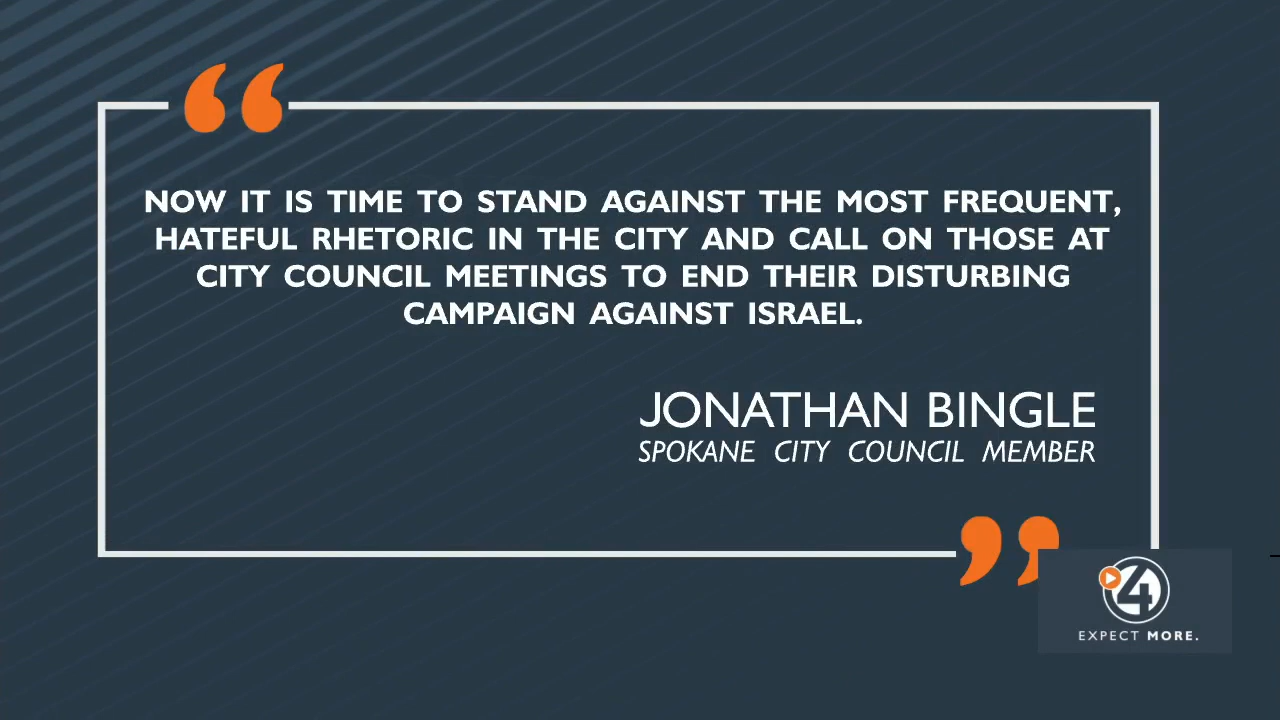 NOW IT IS TIME TO STAND AGAINST THE MOST FREQUENT,
HATEFUL RHETORIC IN THE CITY AND CALL ON THOSE AT
CITY COUNCIL MEETINGS TO END THEIR DISTURBING
CAMPAIGN AGAINST ISRAEL.
JONATHAN BINGLE
SPOKANE CITY COUNCIL MEMBER
4
EXPECT MORE.